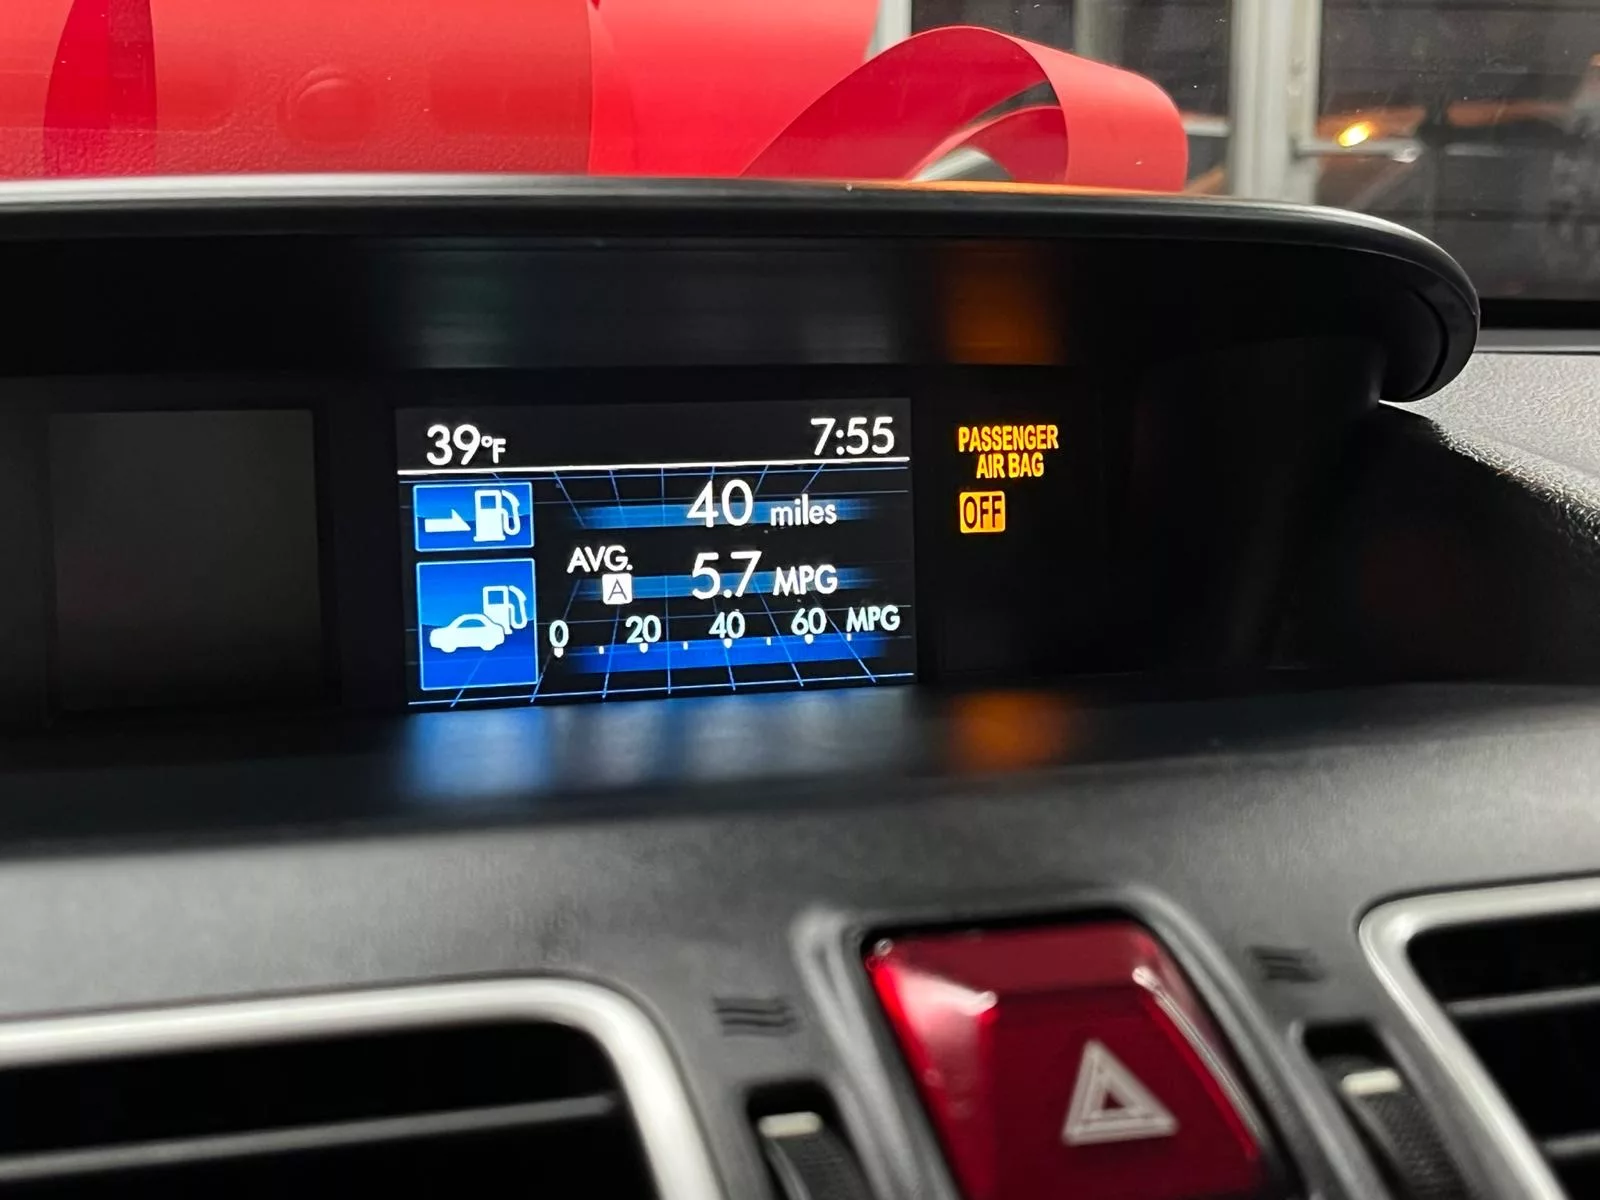 39°F 7:55
40 miles
AVG.
A 5.7 MPG
0 20 40 60 MPG
PASSENGER
AIR BAG
OFF